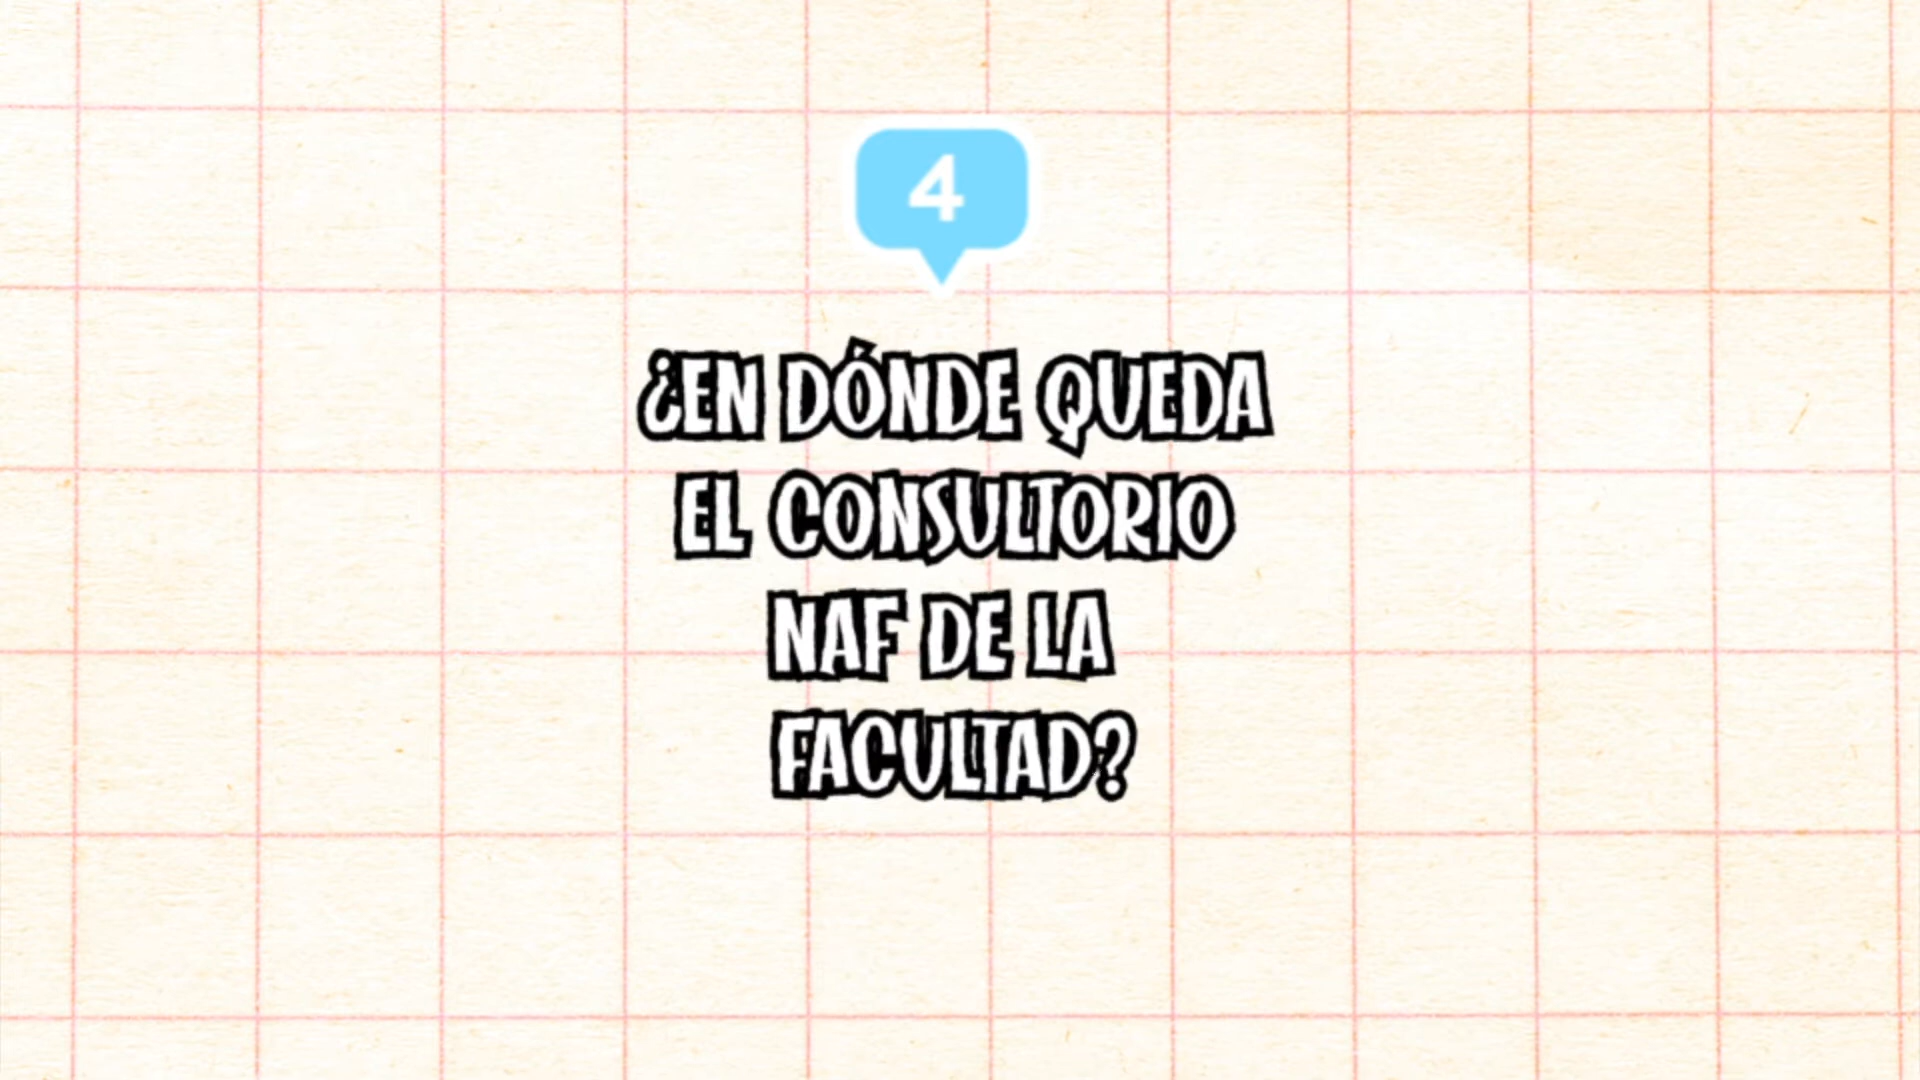 4
¿EN DÓNDE QUEDA
EL CONSULTORIO
NAF DE LA
FACULTAD?